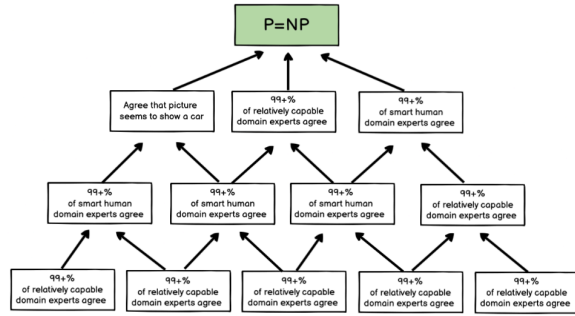 P=NP
Agree that picture
seems to show a car
99+%
of relatively capable
domain experts agree
99+%
of smart human
domain experts agree
99+%
of smart human
domain experts agree
99+%
of smart human
domain experts agree
99+%
of smart human
domain experts agree
99+%
of relatively capable
domain experts agree
99+%
of relatively capable
domain experts agree
99+%
of relatively capable
domain experts agree
99+%
of relatively capable
domain experts agree
99+%
of relatively capable
domain experts agree
99+%
of relatively capable
domain experts agree